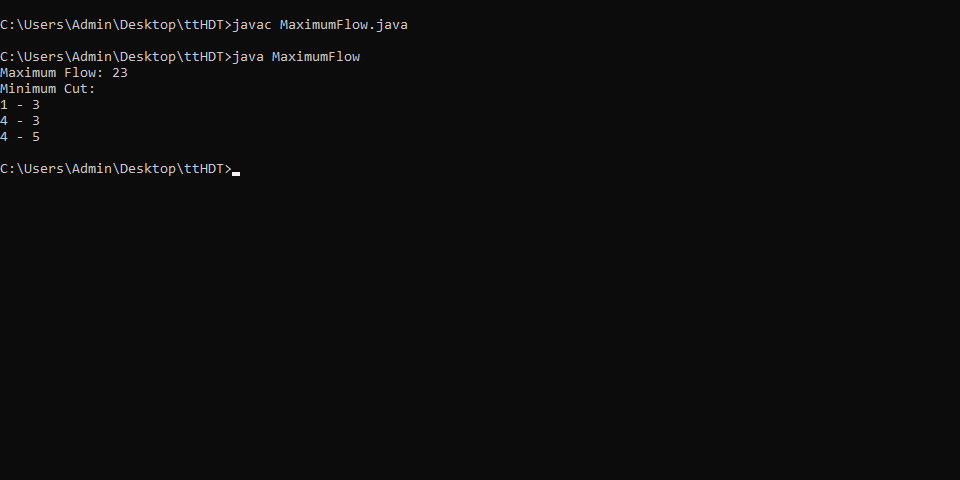 C:\Users\Admin\Desktop\ttHDT>javac MaximumFlow.java
C:\Users\Admin\Desktop\ttHDT>java MaximumFlow
Maximum Flow: 23
Minimum Cut:
1 - 3
4 - 3
4 - 5
C:\Users\Admin\Desktop\ttHDT>